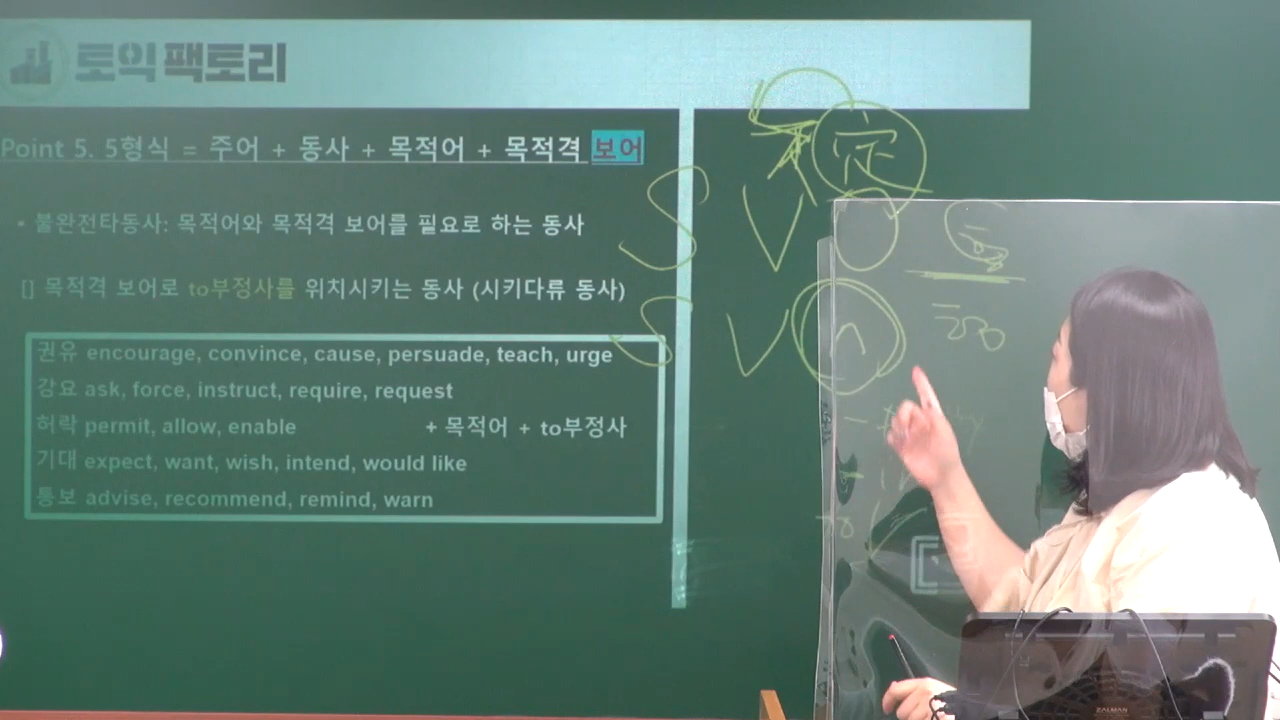 토익팩토리
Point 5. 5형식 = 주어 + 동사 + 목적어 + 목적격 보어
• 불완전타동사: 목적어와 목적격 보어를 필요로 하는 동사
[] 목적격 보어로 to부정사를 위치시키는 동사 (시키다류 동사)
권유 encourage, convince, cause, persuade, teach, urge
강요 ask, force, instruct, require, request
허락 permit, allow, enable + 목적어 + to부정사
기대 expect, want, wish, intend, would like
통보 advise, recommend, remind, warn
定
S V
S V
ZALMAN